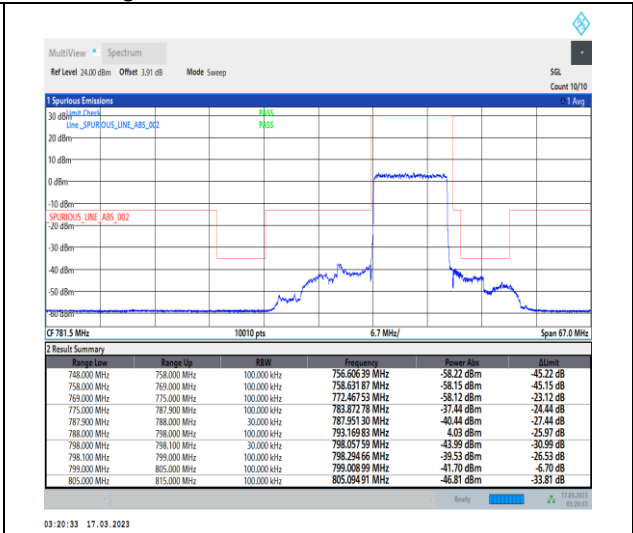 MultiView Spectrum
Ref Level 24.00 dBm Offset 3.91 dB Mode Sweep SGL
Count 10/10
1 Spurious Emissions 1 Avg
30 dBm Limit Check PASS
Line _SPURIOUS_LINE_ABS_002 PASS
20 dBm
10 dBm
0 dBm
-10 dBm
_SPURIOUS_LINE_ABS_002
-20 dBm
-30 dBm
-40 dBm
-50 dBm
-60 dBm
CF 781.5 MHz 10010 pts 6.7 MHz/ Span 67.0 MHz
2 Result Summary
Range Low Range Up RBW Frequency Power Abs ΔLimit
748.000 MHz 758.000 MHz 100.000 kHz 756.606 39 MHz -58.22 dBm -45.22 dB
758.000 MHz 769.000 MHz 100.000 kHz 758.631 87 MHz -58.15 dBm -45.15 dB
769.000 MHz 775.000 MHz 100.000 kHz 772.467 53 MHz -58.12 dBm -23.12 dB
775.000 MHz 787.900 MHz 100.000 kHz 783.872 78 MHz -37.44 dBm -24.44 dB
787.900 MHz 788.000 MHz 30.000 kHz 787.951 30 MHz -40.44 dBm -27.44 dB
788.000 MHz 798.000 MHz 100.000 kHz 793.169 83 MHz 4.03 dBm -25.97 dB
798.000 MHz 798.100 MHz 30.000 kHz 798.057 59 MHz -43.99 dBm -30.99 dB
798.100 MHz 799.000 MHz 100.000 kHz 798.294 66 MHz -39.53 dBm -26.53 dB
799.000 MHz 805.000 MHz 100.000 kHz 799.008 99 MHz -41.70 dBm -6.70 dB
805.000 MHz 815.000 MHz 100.000 kHz 805.094 91 MHz -46.81 dBm -33.81 dB
Ready 17.03.2023
03:20:33
03:20:33 17.03.2023